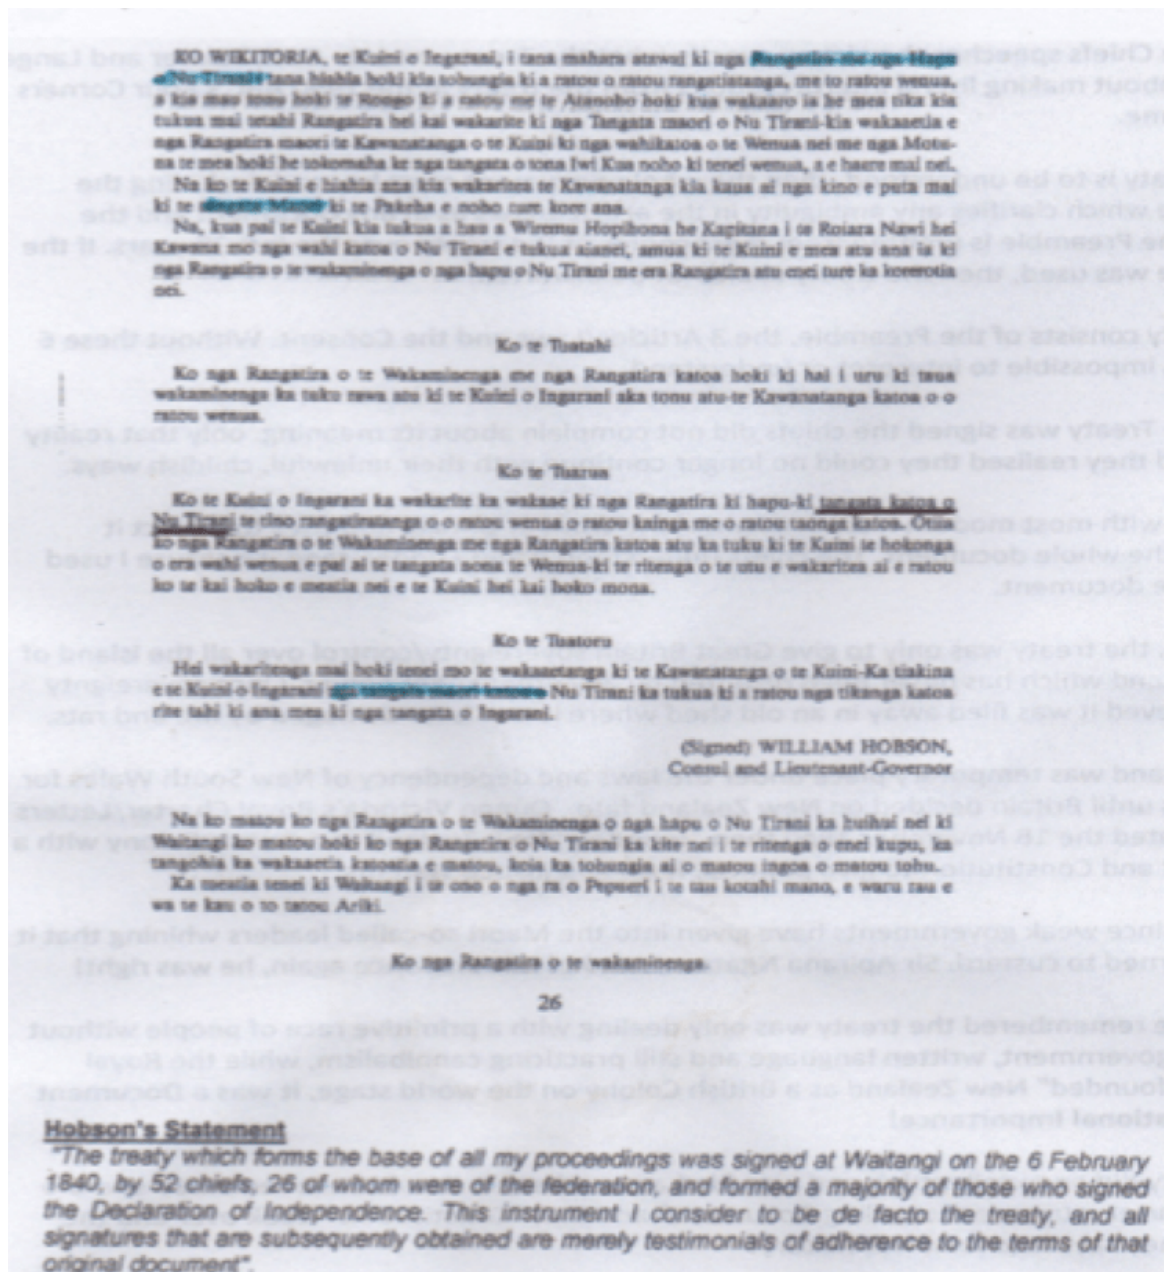 KO WIKITORIA, te Kuini o Ingarani, i tana mahara atawai ki nga Rangatira me nga Hapu
o Nu Tirani i tana hiahia hoki kia tohungia ki a ratou o ratou rangatiratanga, me to ratou wenua,
a kia mau tonu hoki te Rongo ki a ratou me te Atanoho hoki kua wakaaro ia he mea tika kia
tukua mai tetahi Rangatira hei kai wakarite ki nga Tangata maori o Nu Tirani-kia wakaaetia e
nga Rangatira maori te Kawanatanga o te Kuini ki nga wahikatoa o te Wenua nei me nga Motu-
na te mea hoki he tokomaha ke nga tangata o tona Iwi Kua noho ki tenei wenua, a e haere mai nei.
Na ko te Kuini e hiahia ana kia wakaritea te Kawanatanga kia kaua ai nga kino e puta mai
ki te tangata Maori ki te Pakeha e noho ture kore ana.
Na, kua pai te Kuini kia tukua a hau a Wiremu Hopihona he Kapitana i te Roiara Nawi hei
Kawana mo nga wahi katoa o Nu Tirani e tukua aianei, amua ki te Kuini e mea atu ana ia ki
nga Rangatira o te wakaminenga o nga hapu o Nu Tirani me era Rangatira atu enei ture ka korerotia
nei.
Ko te Tuatahi
Ko nga Rangatira o te Wakaminenga me nga Rangatira katoa hoki ki hai i uru ki taua
wakaminenga ka tuku rawa atu ki te Kuini o Ingarani aka tonu atu-te Kawanatanga katoa o o
ratou wenua.
Ko te Tuarua
Ko te Kuini o Ingarani ka wakarite ka wakaae ki nga Rangatira ki hapu-ki tangata katoa o
Nu Tirani te tino rangatiratanga o o ratou wenua o ratou kainga me o ratou taonga katoa. Otiia
ko nga Rangatira o te Wakaminenga me nga Rangatira katoa atu ka tuku ki te Kuini te hokonga
o era wahi wenua e pai ai te tangata nona te Wenua-ki te ritenga o te utu e wakaritea ai e ratou
ko te kai hoko e meatia nei e te Kuini hei kai hoko mona.
Ko te Tuatoru
Hei wakaritenga mai hoki tenei mo te wakaaetanga ki te Kawanatanga o te Kuini-Ka tiakina
e te Kuini o Ingarani nga tangata maori katoa o Nu Tirani ka tukua ki a ratou nga tikanga katoa
rite tahi ki ana mea ki nga tangata o Ingarani.
(Signed) WILLIAM HOBSON,
Consul and Lieutenant-Governor
Na ko matou ko nga Rangatira o te Wakaminenga o nga hapu o Nu Tirani ka huihui nei ki
Waitangi ko matou hoki ko nga Rangatira o Nu Tirani ka kite nei i te ritenga o enei kupu, ka
tangohia ka wakaaetia katoatia e matou, koia ka tohungia ai o matou ingoa o matou tohu.
Ka meatia tenei ki Waitangi i te ono o nga ra o Pepueri i te tau kotahi mano, e waru rau e
wa te kau o to tatou Ariki.
Ko nga Rangatira o te wakaminenga.
26
Hobson's Statement
"The treaty which forms the base of all my proceedings was signed at Waitangi on the 6 February
1840, by 52 chiefs, 26 of whom were of the federation, and formed a majority of those who signed
the Declaration of Independence. This instrument I consider to be de facto the treaty, and all
signatures that are subsequently obtained are merely testimonials of adherence to the terms of that
original document".